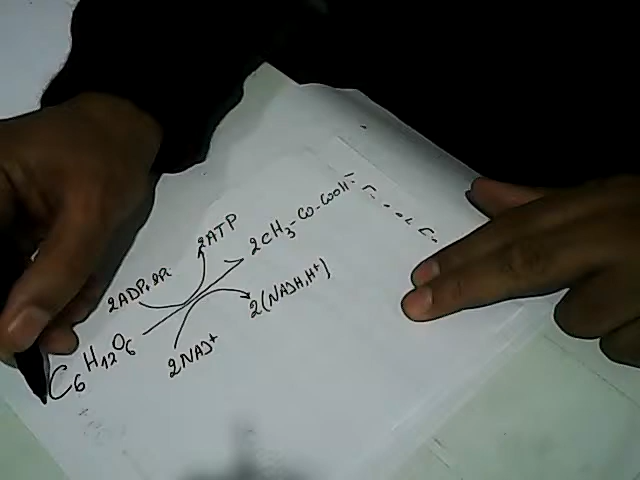 2ATP
2CH3-CO-COOH
2ADP+2Pi
C6H12O6
2(NADH,H+)
2NAD+